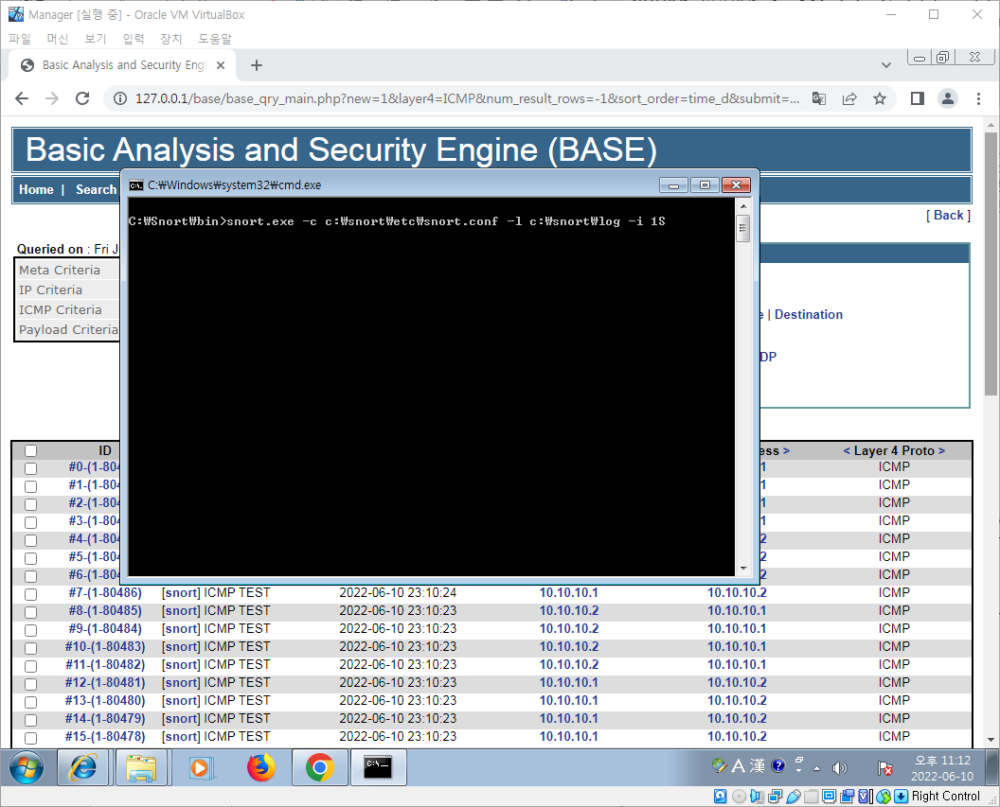 Manager [실행 중] - Oracle VM VirtualBox
파일 머신 보기 입력 장치 도움말
Basic Analysis and Security Engi
127.0.0.1/base/base_qry_main.php?new=1&layer4=ICMP&num_result_rows=-1&sort_order=time_d&submit=...
Basic Analysis and Security Engine (BASE)
Home | Search
C:₩Windows₩system32₩cmd.exe
C:₩Snort₩bin>snort.exe -c c:₩snort₩etc₩snort.conf -l c:₩snort₩log -i 1S
[ Back ]
Queried on : Fri J
Meta Criteria
IP Criteria
ICMP Criteria
Payload Criteria
| Destination
DP
ID ess > < Layer 4 Proto >
#0-(1-804 1 ICMP
#1-(1-804 1 ICMP
#2-(1-804 1 ICMP
#3-(1-804 1 ICMP
#4-(1-804 2 ICMP
#5-(1-804 2 ICMP
#6-(1-804 2 ICMP
#7-(1-80486) [snort] ICMP TEST 2022-06-10 23:10:24 10.10.10.1 10.10.10.2 ICMP
#8-(1-80485) [snort] ICMP TEST 2022-06-10 23:10:23 10.10.10.2 10.10.10.1 ICMP
#9-(1-80484) [snort] ICMP TEST 2022-06-10 23:10:23 10.10.10.2 10.10.10.1 ICMP
#10-(1-80483) [snort] ICMP TEST 2022-06-10 23:10:23 10.10.10.2 10.10.10.1 ICMP
#11-(1-80482) [snort] ICMP TEST 2022-06-10 23:10:23 10.10.10.2 10.10.10.1 ICMP
#12-(1-80481) [snort] ICMP TEST 2022-06-10 23:10:23 10.10.10.1 10.10.10.2 ICMP
#13-(1-80480) [snort] ICMP TEST 2022-06-10 23:10:23 10.10.10.1 10.10.10.2 ICMP
#14-(1-80479) [snort] ICMP TEST 2022-06-10 23:10:23 10.10.10.1 10.10.10.2 ICMP
#15-(1-80478) [snort] ICMP TEST 2022-06-10 23:10:23 10.10.10.1 10.10.10.2 ICMP
A 漢
오후 11:12
2022-06-10
Right Control